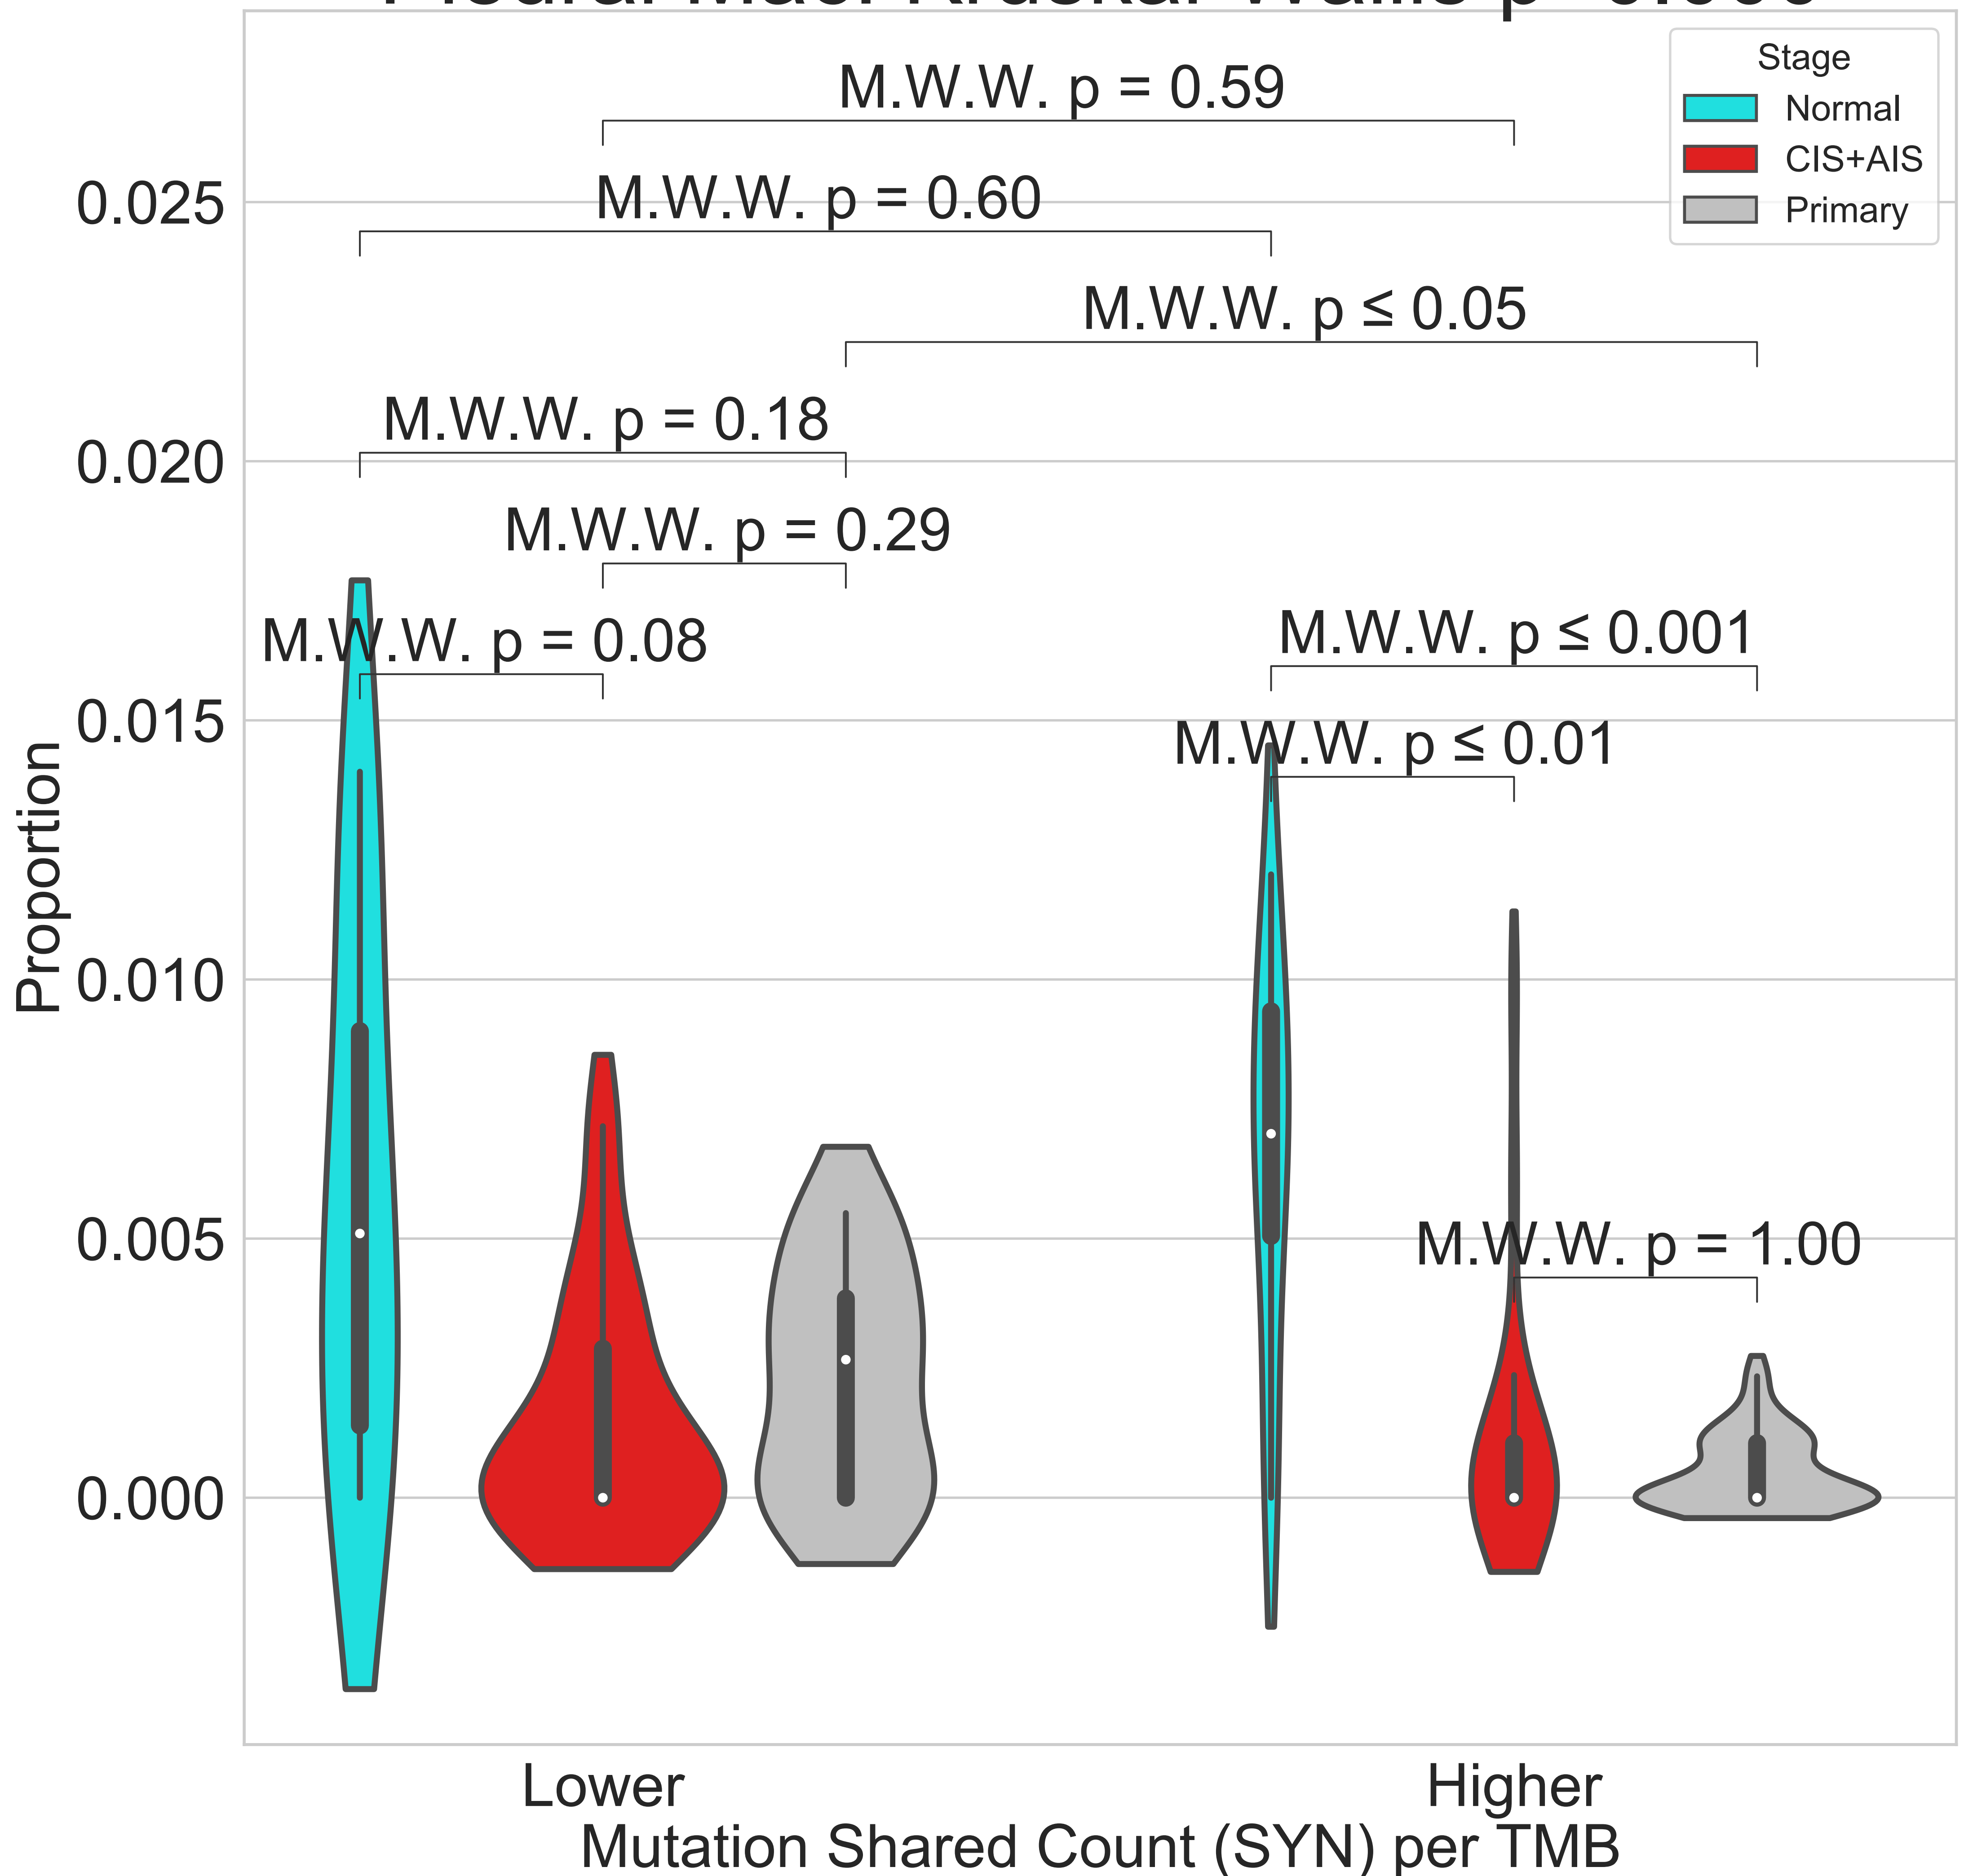 Stage
Normal
CIS+AIS
Primary
M.W.W. p = 0.59
M.W.W. p = 0.60
M.W.W. p ≤ 0.05
M.W.W. p = 0.18
M.W.W. p = 0.29
M.W.W. p = 0.08
M.W.W. p ≤ 0.001
M.W.W. p ≤ 0.01
M.W.W. p = 1.00
0.025
0.020
0.015
0.010
0.005
0.000
Proportion
Lower
Higher
Mutation Shared Count (SYN) per TMB